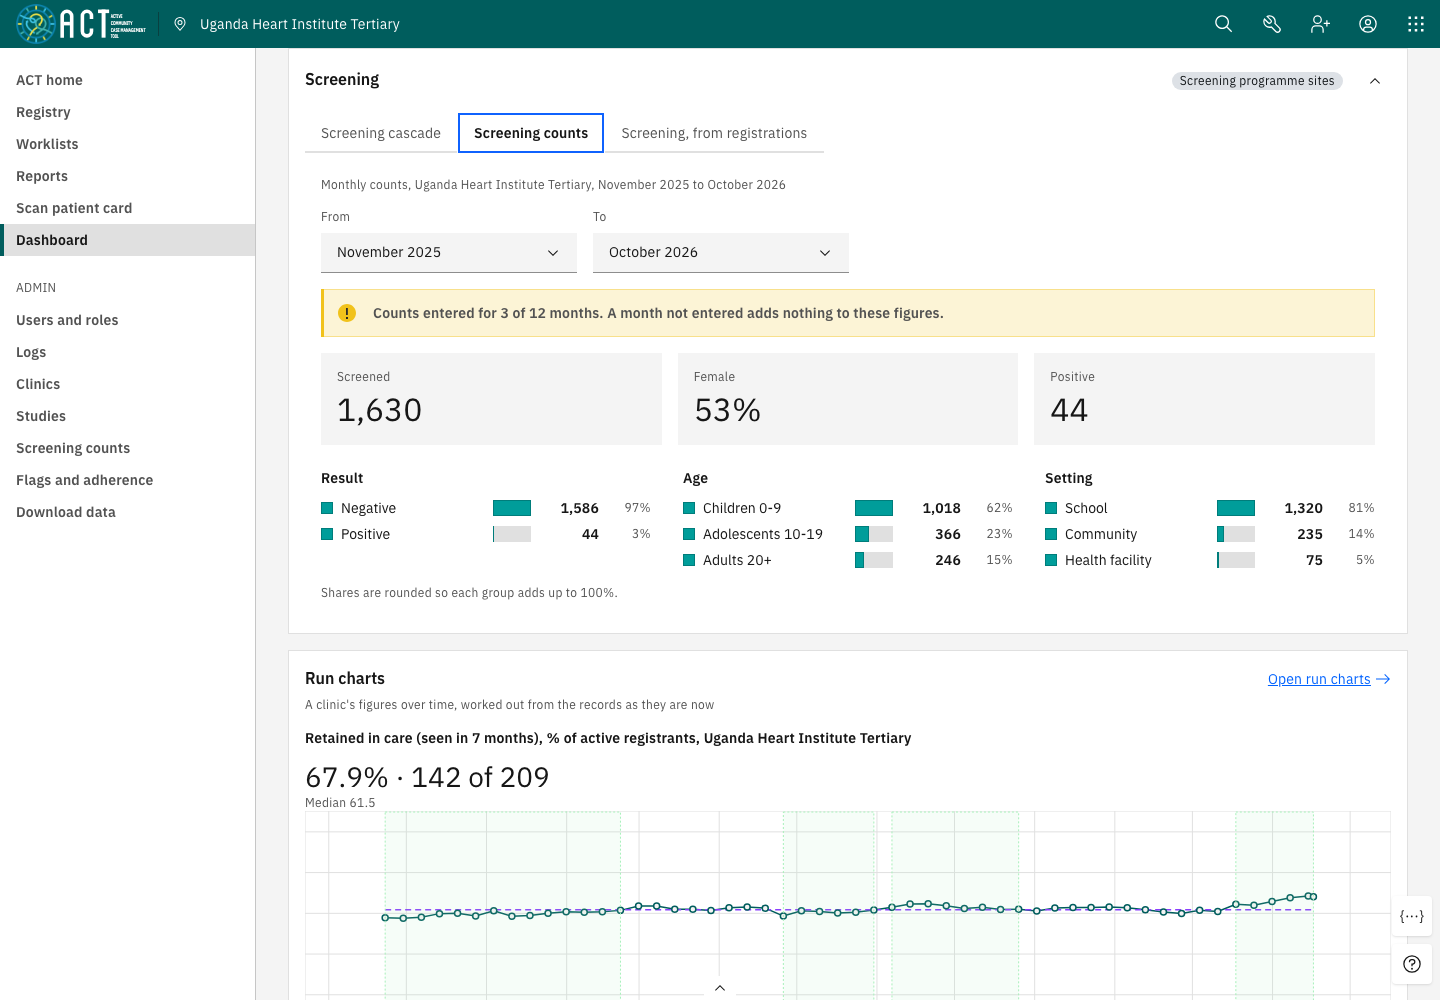 ACT ACTIVE
COMMUNITY
CASE MANAGEMENT
TOOL
Uganda Heart Institute Tertiary
ACT home
Registry
Worklists
Reports
Scan patient card
Dashboard
ADMIN
Users and roles
Logs
Clinics
Studies
Screening counts
Flags and adherence
Download data
Screening
Screening programme sites
Screening cascade
Screening counts
Screening, from registrations
Monthly counts, Uganda Heart Institute Tertiary, November 2025 to October 2026
From
To
November 2025
October 2026
Counts entered for 3 of 12 months. A month not entered adds nothing to these figures.
Screened
1,630
Female
53%
Positive
44
Result
Negative 1,586 97%
Positive 44 3%
Age
Children 0-9 1,018 62%
Adolescents 10-19 366 23%
Adults 20+ 246 15%
Setting
School 1,320 81%
Community 235 14%
Health facility 75 5%
Shares are rounded so each group adds up to 100%.
Run charts
Open run charts
A clinic's figures over time, worked out from the records as they are now
Retained in care (seen in 7 months), % of active registrants, Uganda Heart Institute Tertiary
67.9% · 142 of 209
Median 61.5